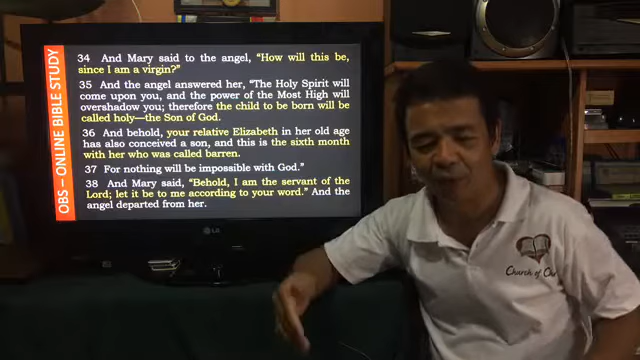 OBS – ONLINE BIBLE STUDY
34 And Mary said to the angel, “How will this be,
since I am a virgin?”
35 And the angel answered her, “The Holy Spirit will
come upon you, and the power of the Most High will
overshadow you; therefore the child to be born will be
called holy—the Son of God.
36 And behold, your relative Elizabeth in her old age
has also conceived a son, and this is the sixth month
with her who was called barren.
37 For nothing will be impossible with God.”
38 And Mary said, “Behold, I am the servant of the
Lord; let it be to me according to your word.” And the
angel departed from her.
LG
Church of